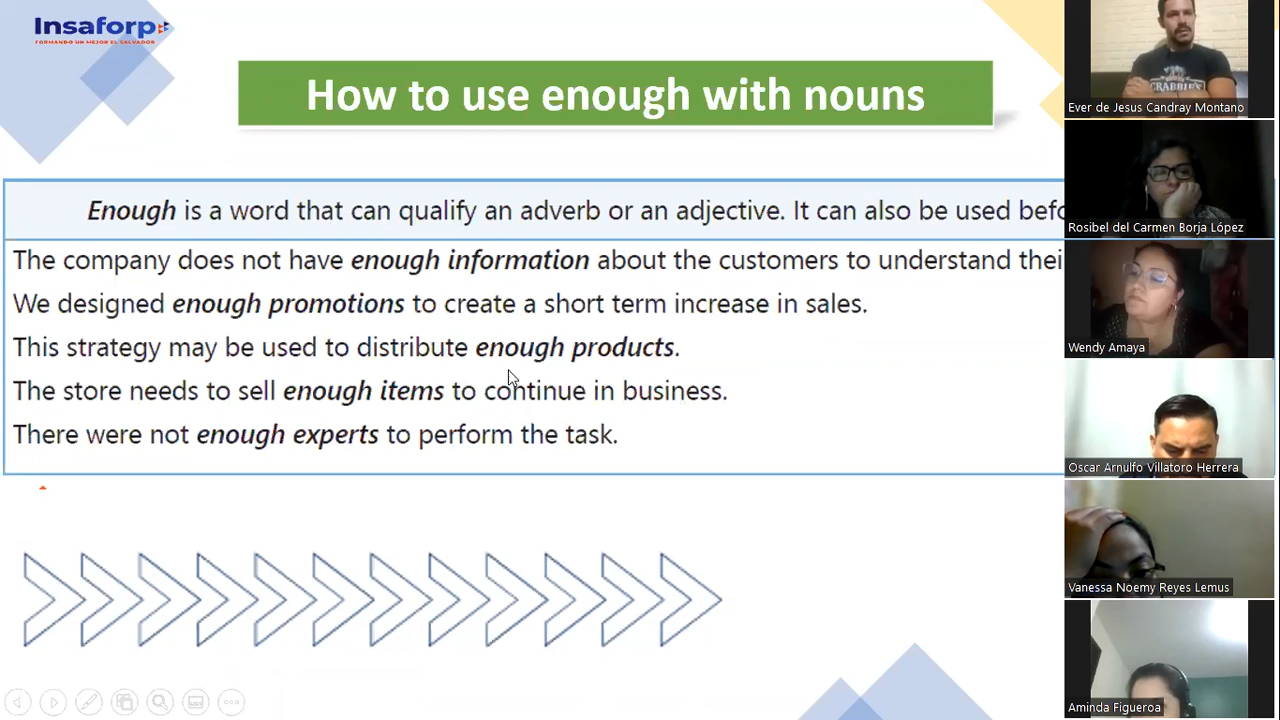 Insaforp
FORMANDO UN MEJOR EL SALVADOR
How to use enough with nouns
Enough is a word that can qualify an adverb or an adjective. It can also be used
The company does not have enough information about the customers to understand
We designed enough promotions to create a short term increase in sales.
This strategy may be used to distribute enough products.
The store needs to sell enough items to continue in business.
There were not enough experts to perform the task.
Ever de Jesus Candray Montano
Rosibel del Carmen Borja López
Wendy Amaya
Oscar Arnulfo Villatoro Herrera
Vanessa Noemy Reyes Lemus
Aminda Figueroa